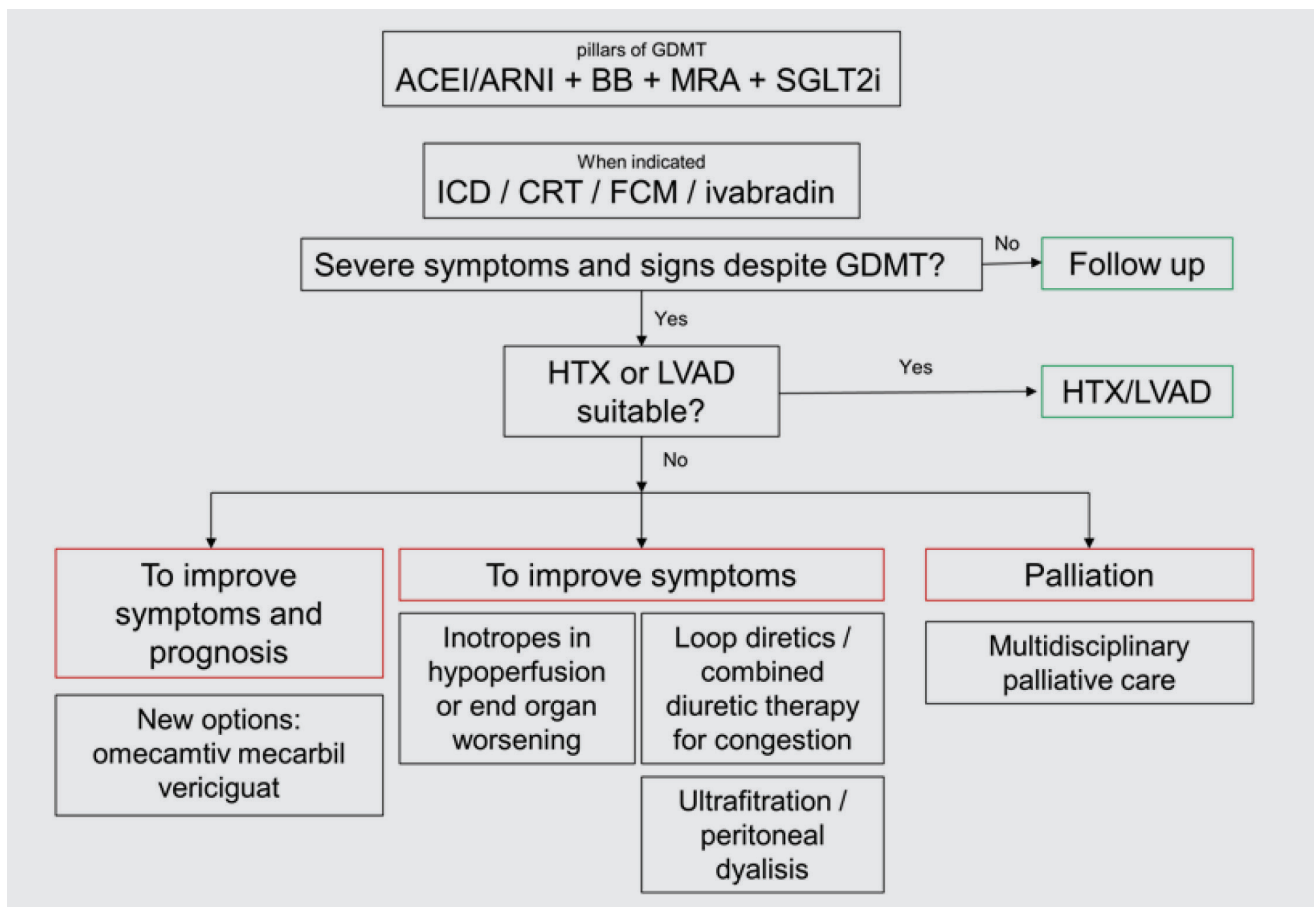 pillars of GDMT
ACEI/ARNI + BB + MRA + SGLT2i
When indicated
ICD / CRT / FCM / ivabradin
Severe symptoms and signs despite GDMT?
No
Follow up
Yes
HTX or LVAD
suitable?
Yes
HTX/LVAD
No
To improve
symptoms and
prognosis
New options:
omecamtiv mecarbil
vericiguat
To improve symptoms
Inotropes in
hypoperfusion
or end organ
worsening
Loop diretics /
combined
diuretic therapy
for congestion
Ultrafitration /
peritoneal
dyalisis
Palliation
Multidisciplinary
palliative care